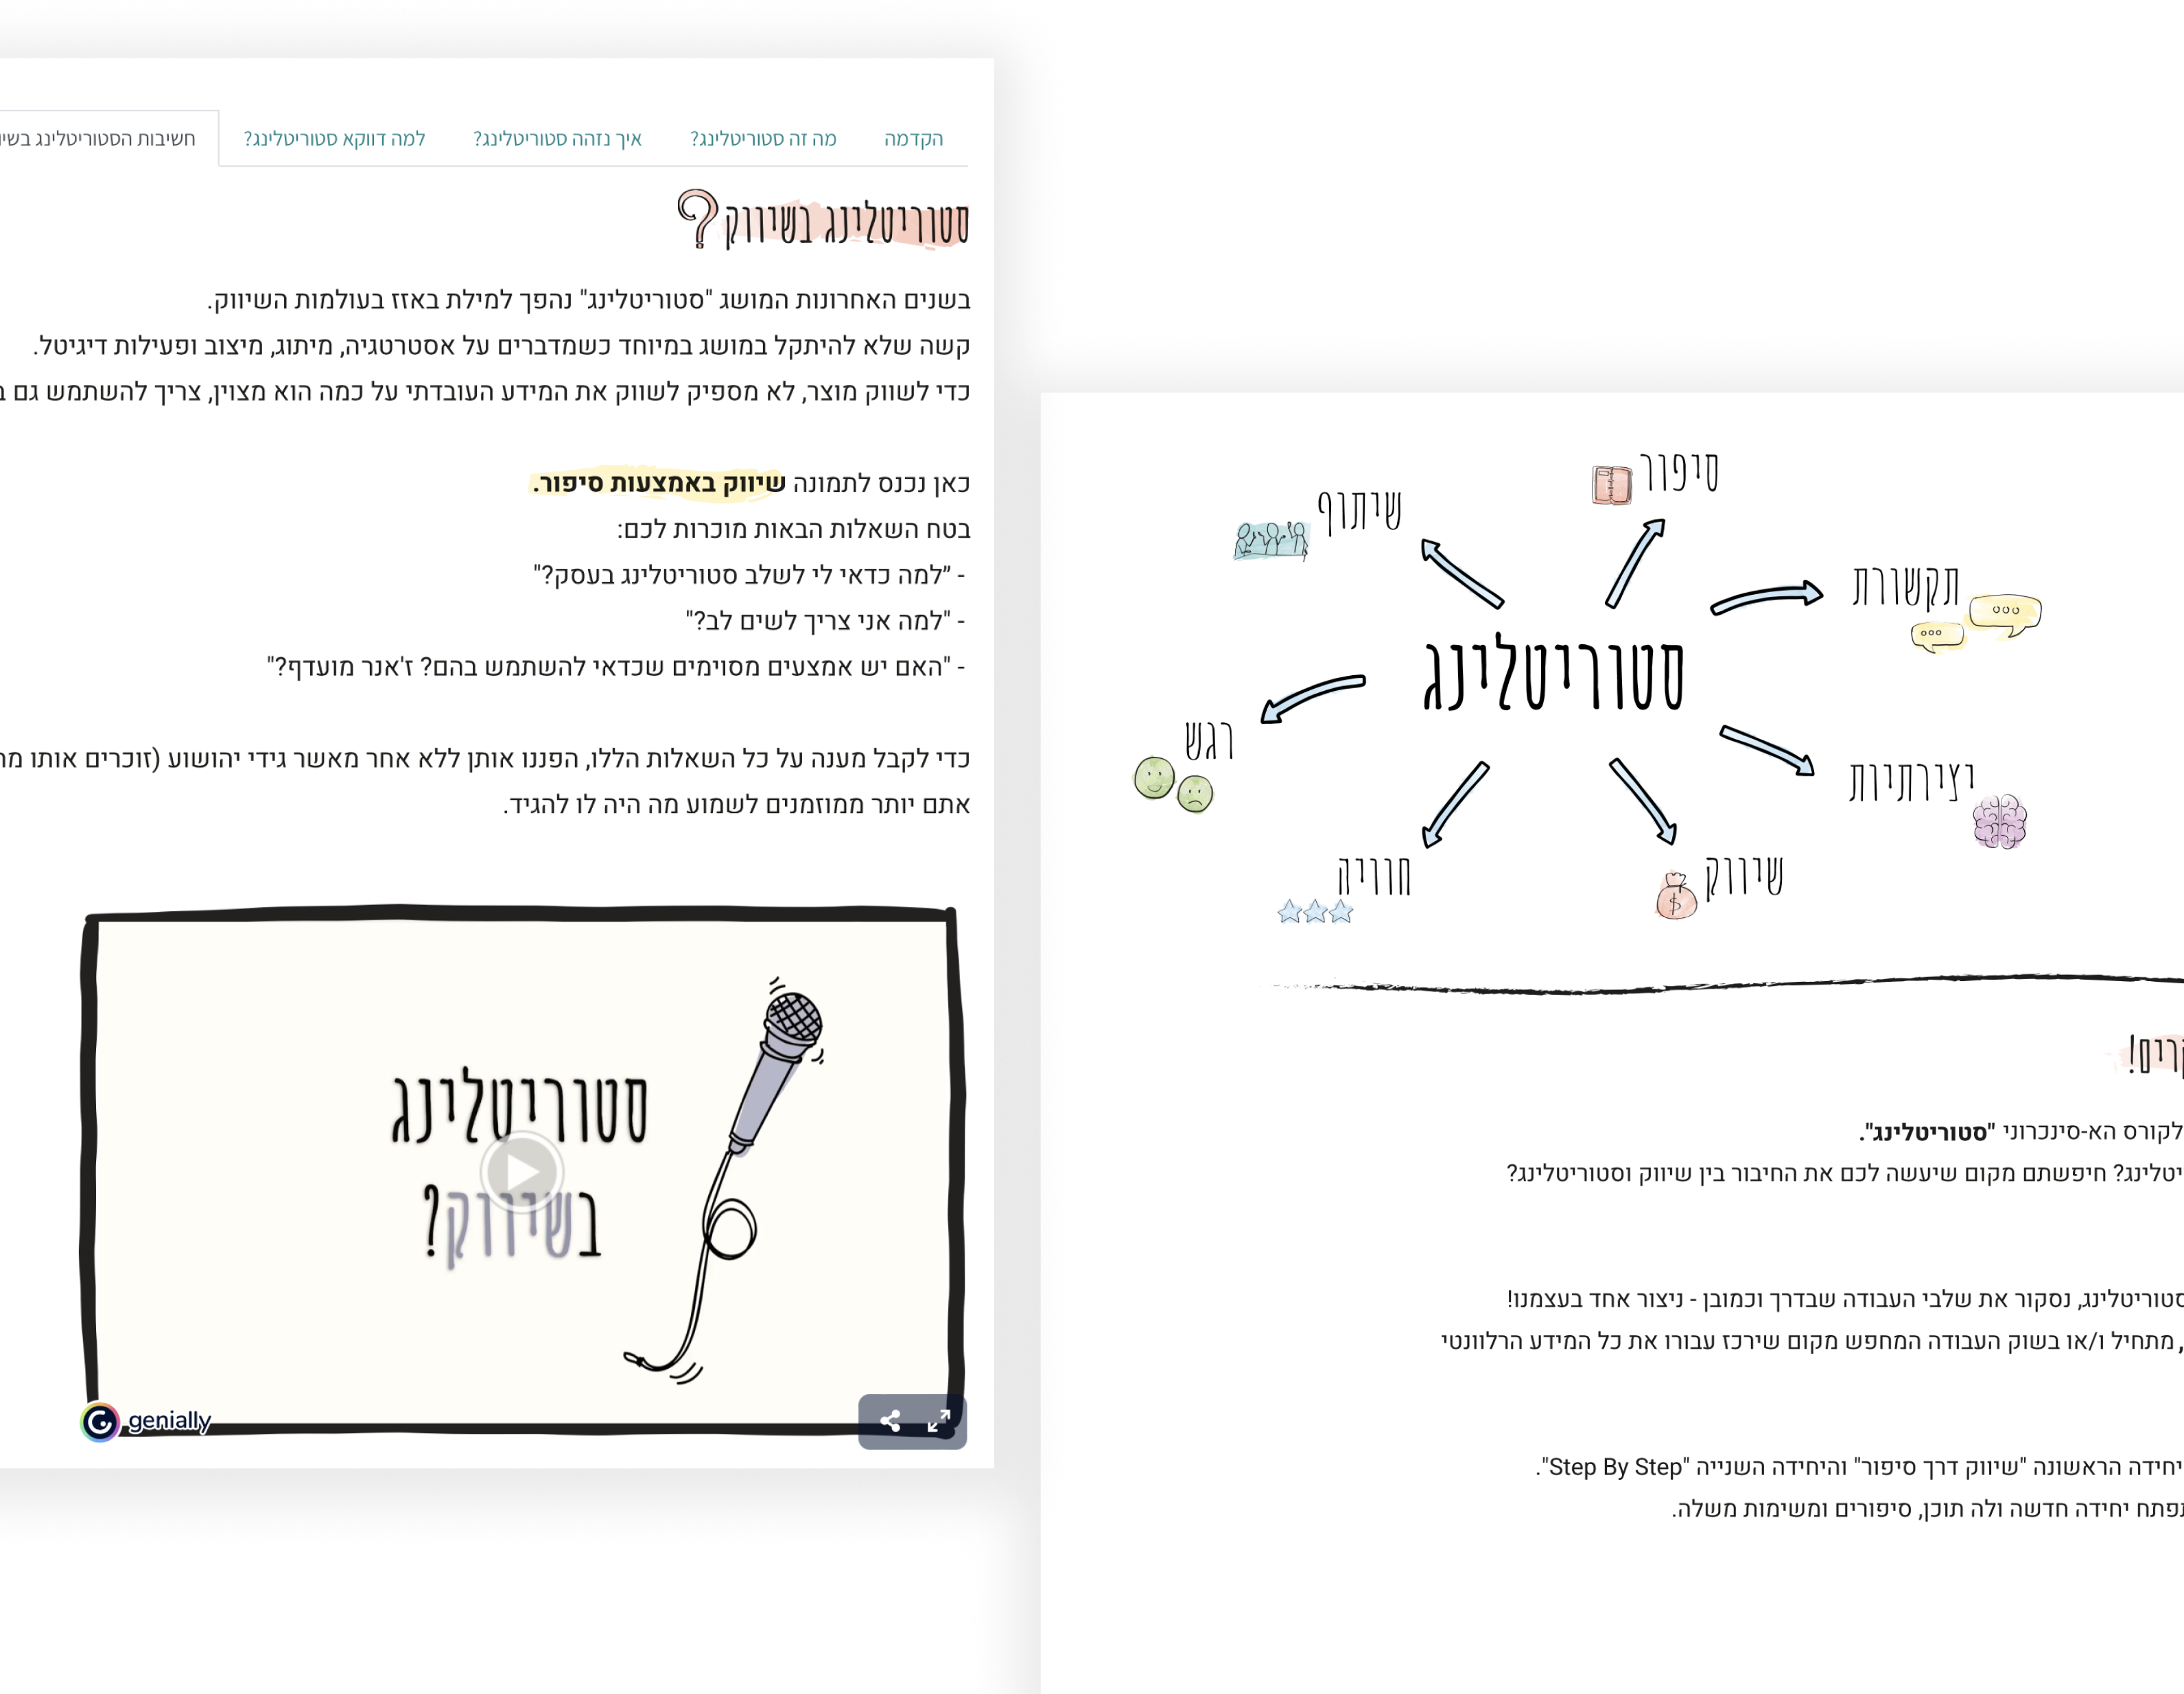 הקדמה
מה זה סטוריטלינג?
איך נזהה סטוריטלינג?
למה דווקא סטוריטלינג?
חשיבות הסטוריטלינג
סטוריטלינג בשיווק?
בשנים האחרונות המושג "סטוריטלינג" נהפך למילת באזז בעולמות השיווק.
קשה שלא להיתקל במושג במיוחד כשמדברים על אסטרטגיה, מיתוג, מיצוב ופעילות דיגיטל.
כדי לשווק מוצר, לא מספיק לשווק את המידע העובדתי על כמה הוא מצוין, צריך להשתמש גם
כאן נכנס לתמונה שיווק באמצעות סיפור.
בטח השאלות הבאות מוכרות לכם:
- ״למה כדאי לי לשלב סטוריטלינג בעסק?"
- "למה אני צריך לשים לב?"
- "האם יש אמצעים מסוימים שכדאי להשתמש בהם? ז'אנר מועדף?"
כדי לקבל מענה על כל השאלות הללו, הפננו אותן ללא אחר מאשר גידי יהושוע (זוכרים אותו
אתם יותר ממוזמנים לשמוע מה היה לו להגיד.
סטוריטלינג
בשיווק?
genially
סיפור
שיתוף
תקשורת
סטוריטלינג
רגש
יצירתיות
חוויה
שיווק
לקורס הא-סינכרוני "סטוריטלינג".
חיפשתם מקום שיעשה לכם את החיבור בין שיווק וסטוריטלינג?
סטוריטלינג, נסקור את שלבי העבודה שבדרך וכמובן - ניצור אחד בעצמנו!
, מתחיל ו/או בשוק העבודה המחפש מקום שירכז עבורו את כל המידע הרלוונטי
יחידה הראשונה "שיווק דרך סיפור" והיחידה השנייה "Step By Step".
יחידה חדשה ולה תוכן, סיפורים ומשימות משלה.